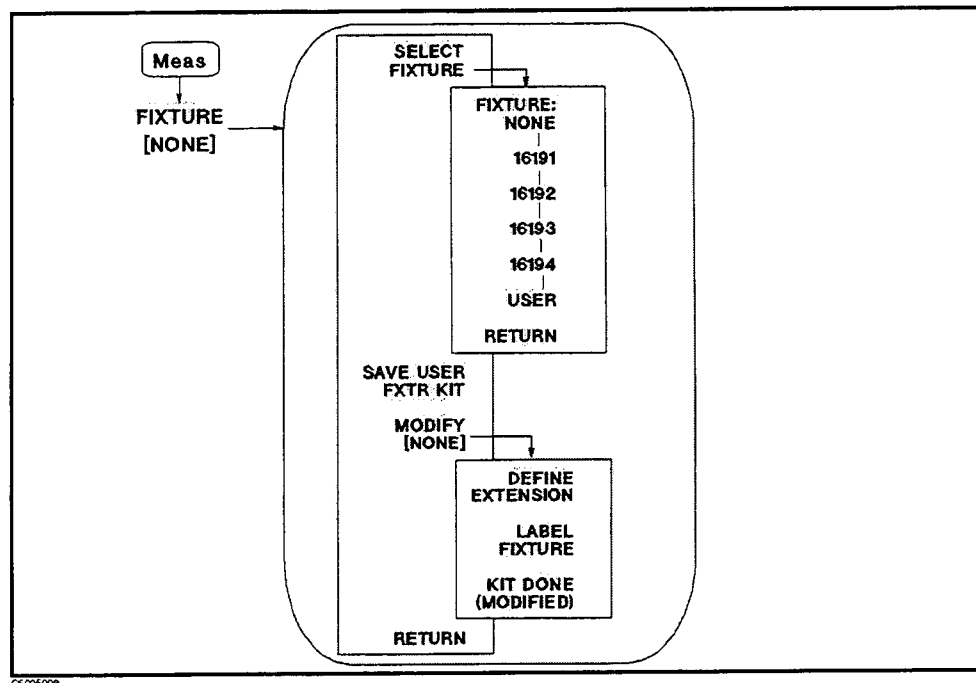 Meas
FIXTURE
[NONE]
SELECT
FIXTURE
FIXTURE:
NONE
16191
16192
16193
16194
USER
RETURN
SAVE USER
FXTR KIT
MODIFY
[NONE]
DEFINE
EXTENSION
LABEL
FIXTURE
KIT DONE
(MODIFIED)
RETURN